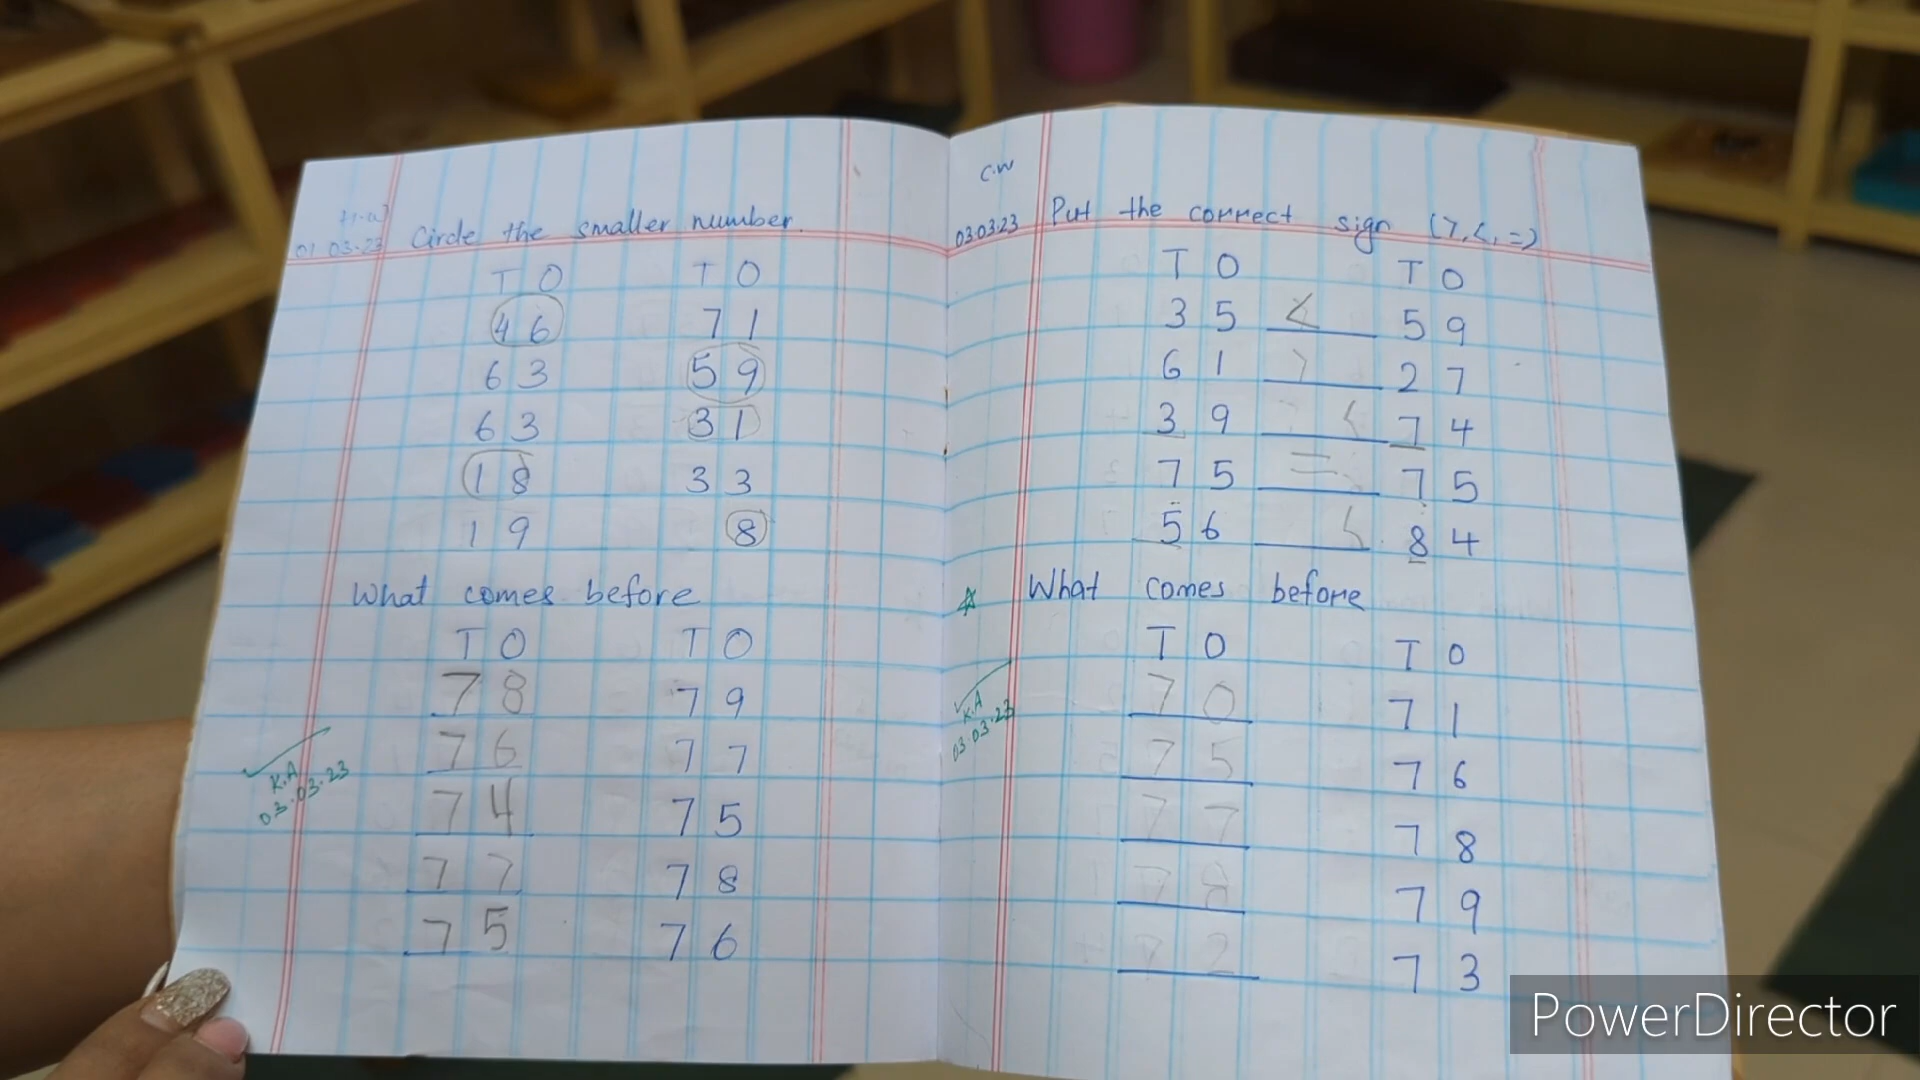 H.W
01 03.23 Circle the smaller number.
T O T O
46 71
63 59
63 31
18 33
19 8
What comes before
T O T O
78 79
76 77
74 75
77 78
75 76
K.A
03.03.23
C.W
03.03.23 Put the correct sign (>,<,=)
T O T O
35 < 59
61 > 27
39 < 74
75 = 75
56 < 84
What comes before
T O T O
70 71
75 76
77 78
78 79
72 73
K.A
03.03.23
PowerDirector